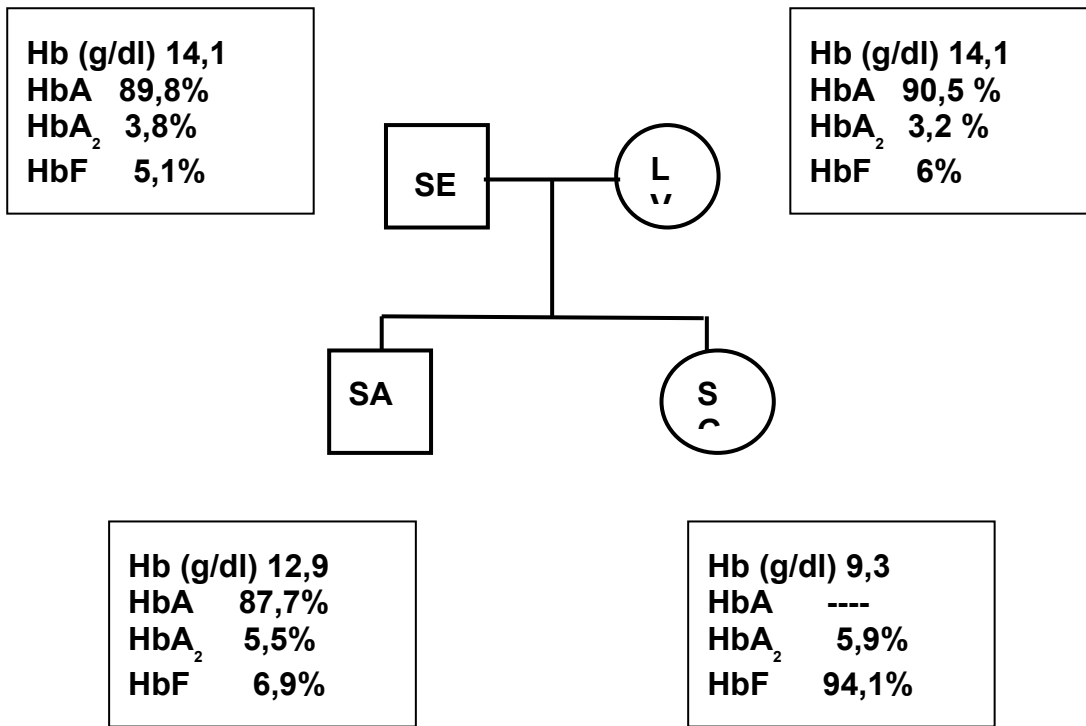 Hb (g/dl) 14,1
HbA 89,8%
HbA2 3,8%
HbF 5,1%
Hb (g/dl) 14,1
HbA 90,5 %
HbA2 3,2 %
HbF 6%
SE
L
SA
S
Hb (g/dl) 12,9
HbA 87,7%
HbA2 5,5%
HbF 6,9%
Hb (g/dl) 9,3
HbA ----
HbA2 5,9%
HbF 94,1%